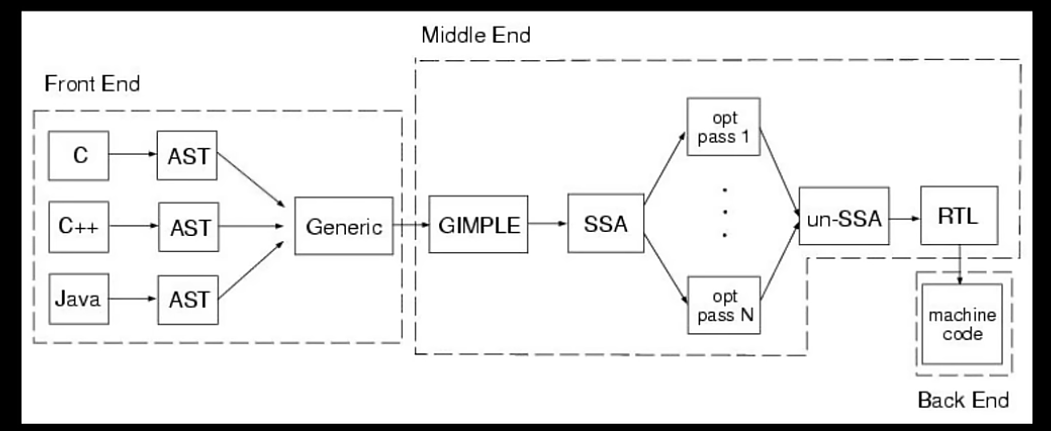 Middle End
Front End
C
AST
C++
AST
Java
AST
Generic
GIMPLE
SSA
opt
pass 1
opt
pass N
un-SSA
RTL
machine
code
Back End